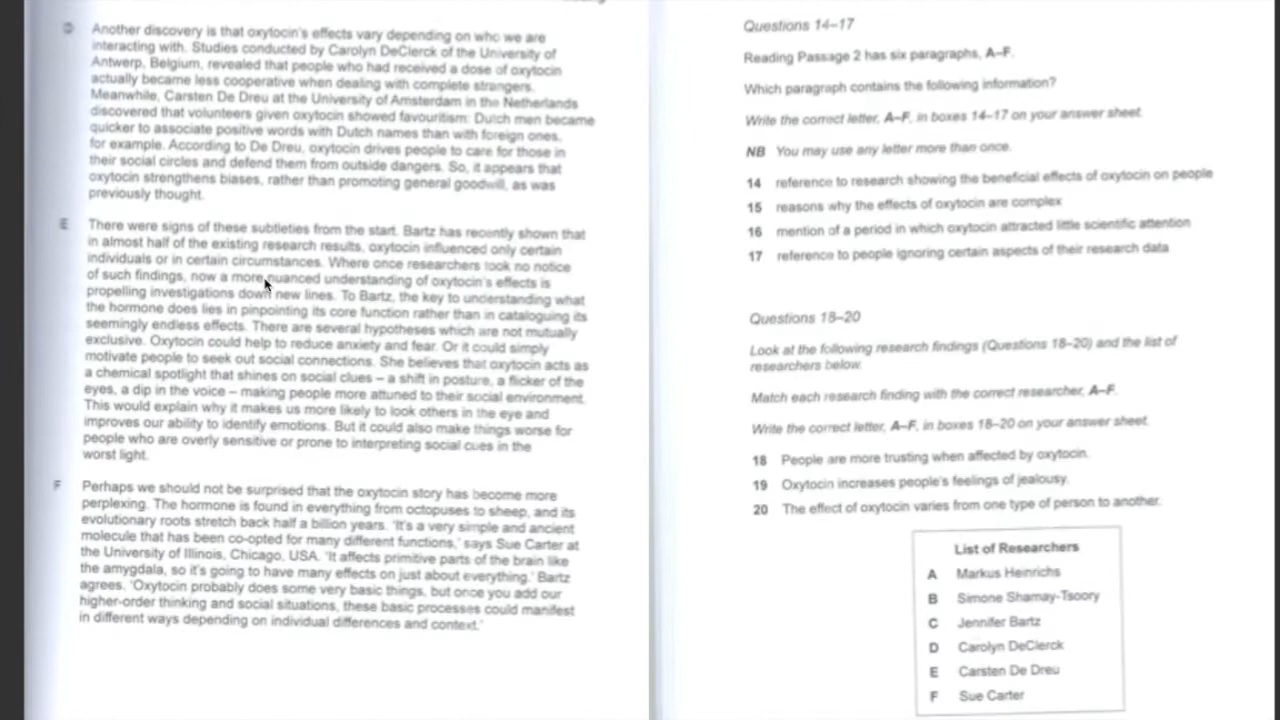 D Another discovery is that oxytocin's effects vary depending on who we are
interacting with. Studies conducted by Carolyn DeClerck of the University of
Antwerp, Belgium, revealed that people who had received a dose of oxytocin
actually became less cooperative when dealing with complete strangers.
Meanwhile, Carsten De Dreu at the University of Amsterdam in the Netherlands
discovered that volunteers given oxytocin showed favouritism: Dutch men became
quicker to associate positive words with Dutch names than with foreign ones,
for example. According to De Dreu, oxytocin drives people to care for those in
their social circles and defend them from outside dangers. So, it appears that
oxytocin strengthens biases, rather than promoting general goodwill, as was
previously thought.
E There were signs of these subtleties from the start. Bartz has recently shown that
in almost half of the existing research results, oxytocin influenced only certain
individuals or in certain circumstances. Where once researchers took no notice
of such findings, now a more nuanced understanding of oxytocin's effects is
propelling investigations down new lines. To Bartz, the key to understanding what
the hormone does lies in pinpointing its core function rather than in cataloguing its
seemingly endless effects. There are several hypotheses which are not mutually
exclusive. Oxytocin could help to reduce anxiety and fear. Or it could simply
motivate people to seek out social connections. She believes that oxytocin acts as
a chemical spotlight that shines on social clues – a shift in posture, a flicker of the
eyes, a dip in the voice – making people more attuned to their social environment.
This would explain why it makes us more likely to look others in the eye and
improves our ability to identify emotions. But it could also make things worse for
people who are overly sensitive or prone to interpreting social cues in the
worst light.
F Perhaps we should not be surprised that the oxytocin story has become more
perplexing. The hormone is found in everything from octopuses to sheep, and its
evolutionary roots stretch back half a billion years. 'It's a very simple and ancient
molecule that has been co-opted for many different functions,' says Sue Carter at
the University of Illinois, Chicago, USA. 'It affects primitive parts of the brain like
the amygdala, so it's going to have many effects on just about everything.' Bartz
agrees. 'Oxytocin probably does some very basic things, but once you add our
higher-order thinking and social situations, these basic processes could manifest
in different ways depending on individual differences and context.'
Questions 14–17
Reading Passage 2 has six paragraphs, A–F.
Which paragraph contains the following information?
Write the correct letter, A–F, in boxes 14–17 on your answer sheet.
NB You may use any letter more than once.
14 reference to research showing the beneficial effects of oxytocin on people
15 reasons why the effects of oxytocin are complex
16 mention of a period in which oxytocin attracted little scientific attention
17 reference to people ignoring certain aspects of their research data
Questions 18–20
Look at the following research findings (Questions 18–20) and the list of
researchers below.
Match each research finding with the correct researcher, A–F.
Write the correct letter, A–F, in boxes 18–20 on your answer sheet.
18 People are more trusting when affected by oxytocin.
19 Oxytocin increases people's feelings of jealousy.
20 The effect of oxytocin varies from one type of person to another.
List of Researchers
A Markus Heinrichs
B Simone Shamay-Tsoory
C Jennifer Bartz
D Carolyn DeClerck
E Carsten De Dreu
F Sue Carter